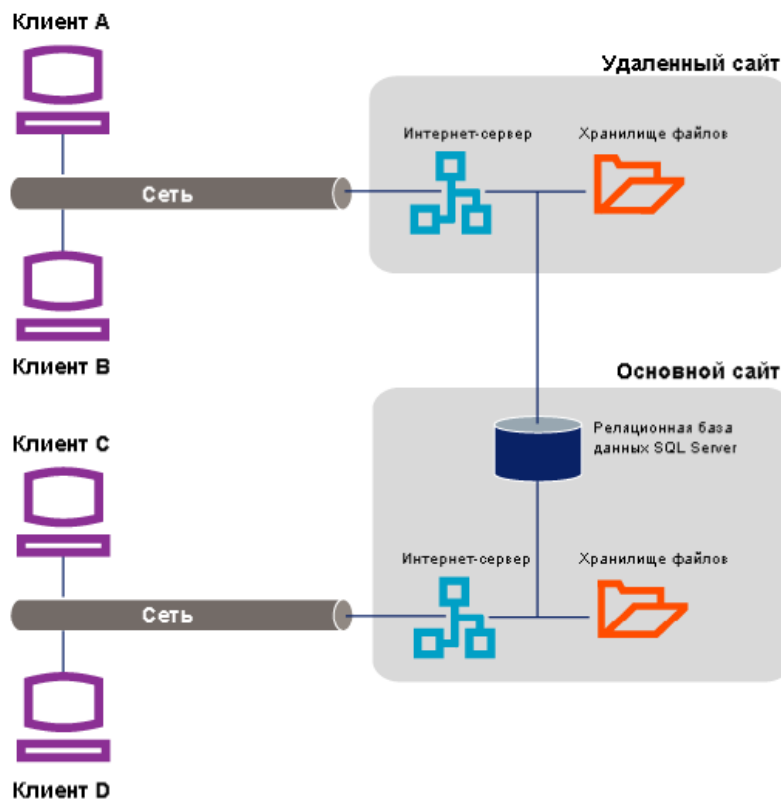 Клиент A
Удаленный сайт
Интернет-сервер
Хранилище файлов
Сеть
Клиент B
Основной сайт
Реляционная база
данных SQL Server
Клиент C
Интернет-сервер
Хранилище файлов
Сеть
Клиент D